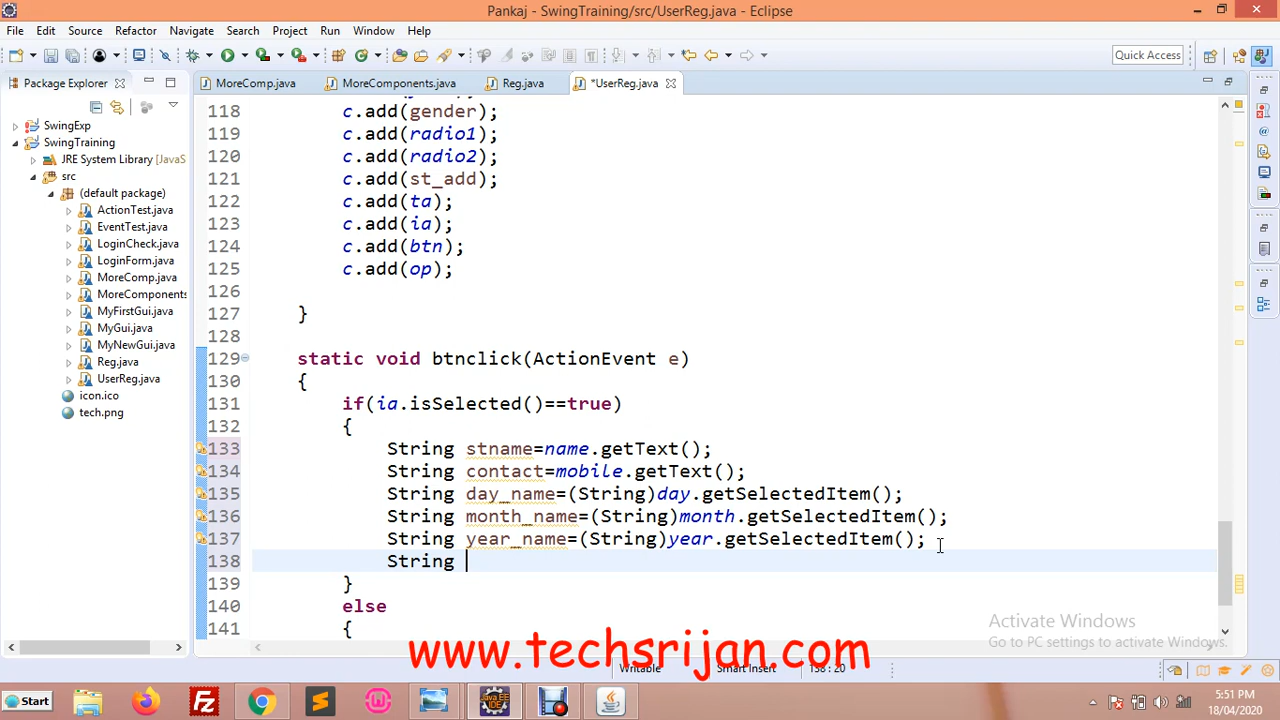 Pankaj - SwingTraining/src/UserReg.java - Eclipse
File Edit Source Refactor Navigate Search Project Run Window Help
Quick Access
Package Explorer
MoreComp.java
MoreComponents.java
Reg.java
*UserReg.java
SwingExp
SwingTraining
JRE System Library [JavaS
src
(default package)
ActionTest.java
EventTest.java
LoginCheck.java
LoginForm.java
MoreComp.java
MoreComponents
MyFirstGui.java
MyGui.java
MyNewGui.java
Reg.java
UserReg.java
icon.ico
tech.png
118 c.add(gender);
119 c.add(radio1);
120 c.add(radio2);
121 c.add(st_add);
122 c.add(ta);
123 c.add(ia);
124 c.add(btn);
125 c.add(op);
126
127 }
128
129 static void btnclick(ActionEvent e)
130 {
131 if(ia.isSelected()==true)
132 {
133 String stname=name.getText();
134 String contact=mobile.getText();
135 String day_name=(String)day.getSelectedItem();
136 String month_name=(String)month.getSelectedItem();
137 String year_name=(String)year.getSelectedItem();
138 String
139 }
140 else
141 {
Activate Windows
Go to PC settings to activate Windows.
www.techsrijan.com
Writable
Smart Insert
138 : 20
Start
5:51 PM
18/04/2020